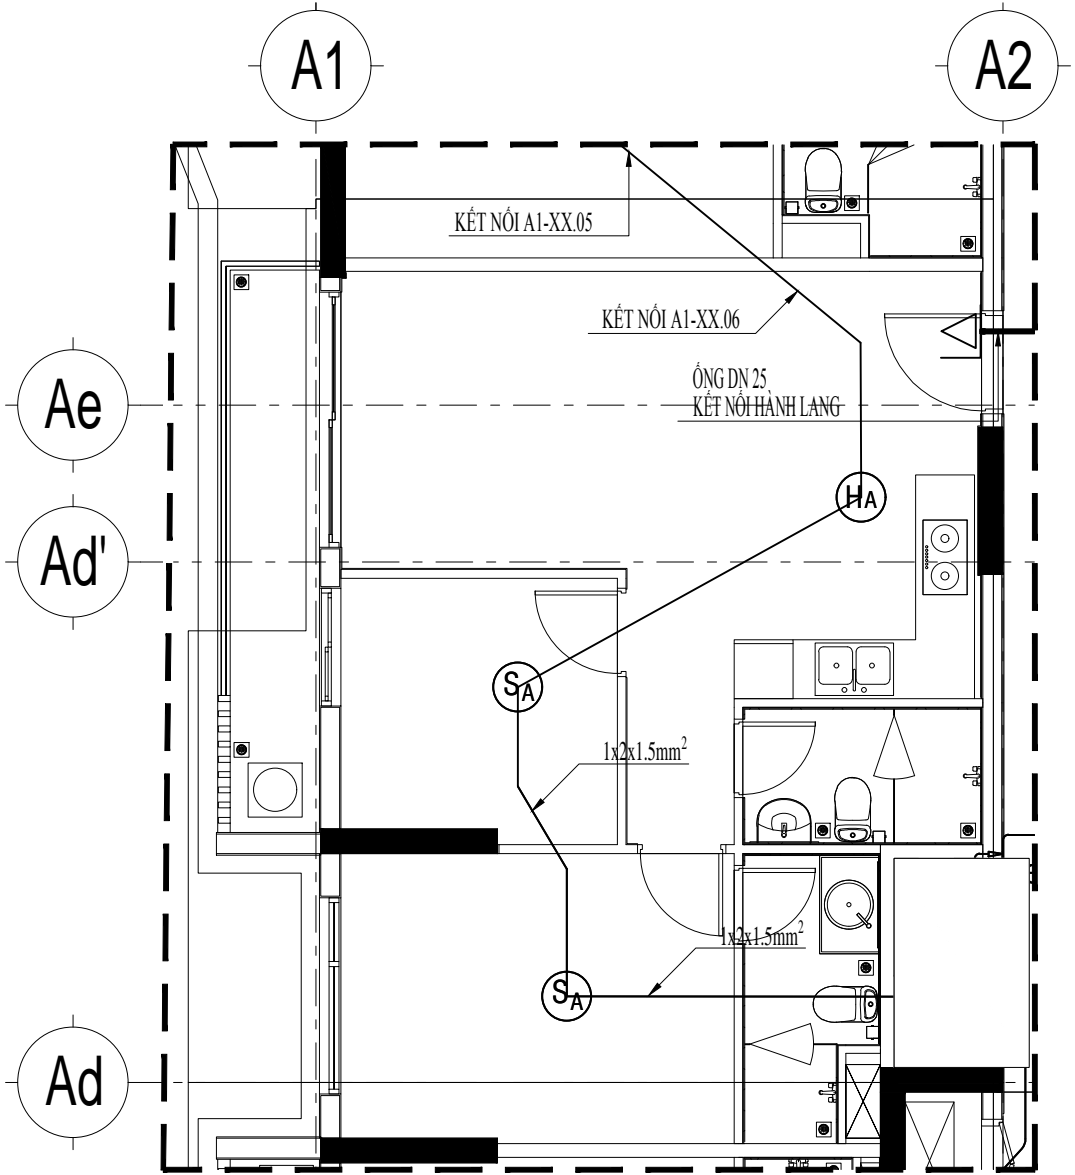 A1
A2
KẾT NỐI A1-XX.05
KẾT NỐI A1-XX.06
ỐNG DN 25
KẾT NỐI HÀNH LANG
Ae
HA
Ad'
SA
1x2x1.5mm²
1x2x1.5mm²
SA
Ad